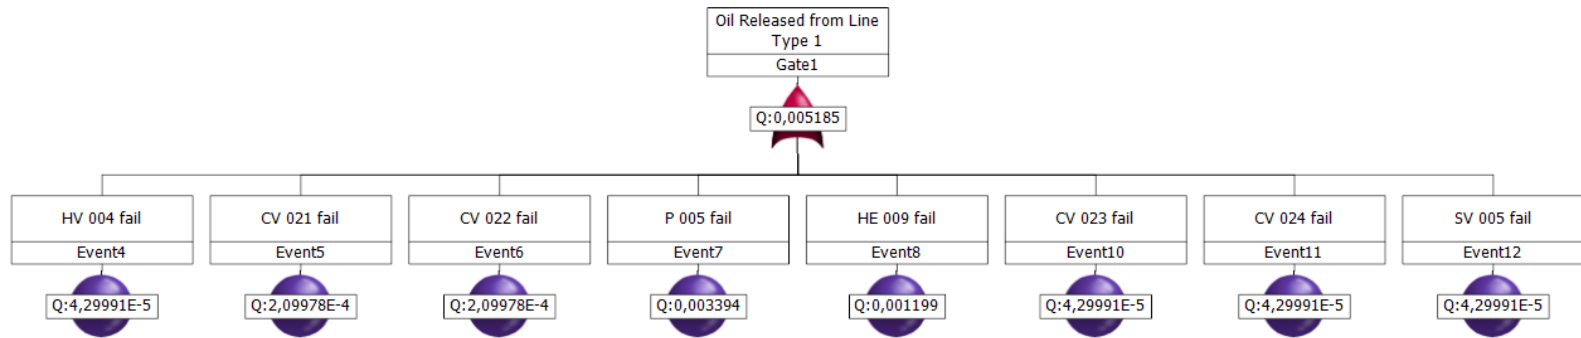 Oil Released from Line
Type 1
Gate1
Q:0,005185
HV 004 fail
Event4
Q:4,29991E-5
CV 021 fail
Event5
Q:2,09978E-4
CV 022 fail
Event6
Q:2,09978E-4
P 005 fail
Event7
Q:0,003394
HE 009 fail
Event8
Q:0,001199
CV 023 fail
Event10
Q:4,29991E-5
CV 024 fail
Event11
Q:4,29991E-5
SV 005 fail
Event12
Q:4,29991E-5